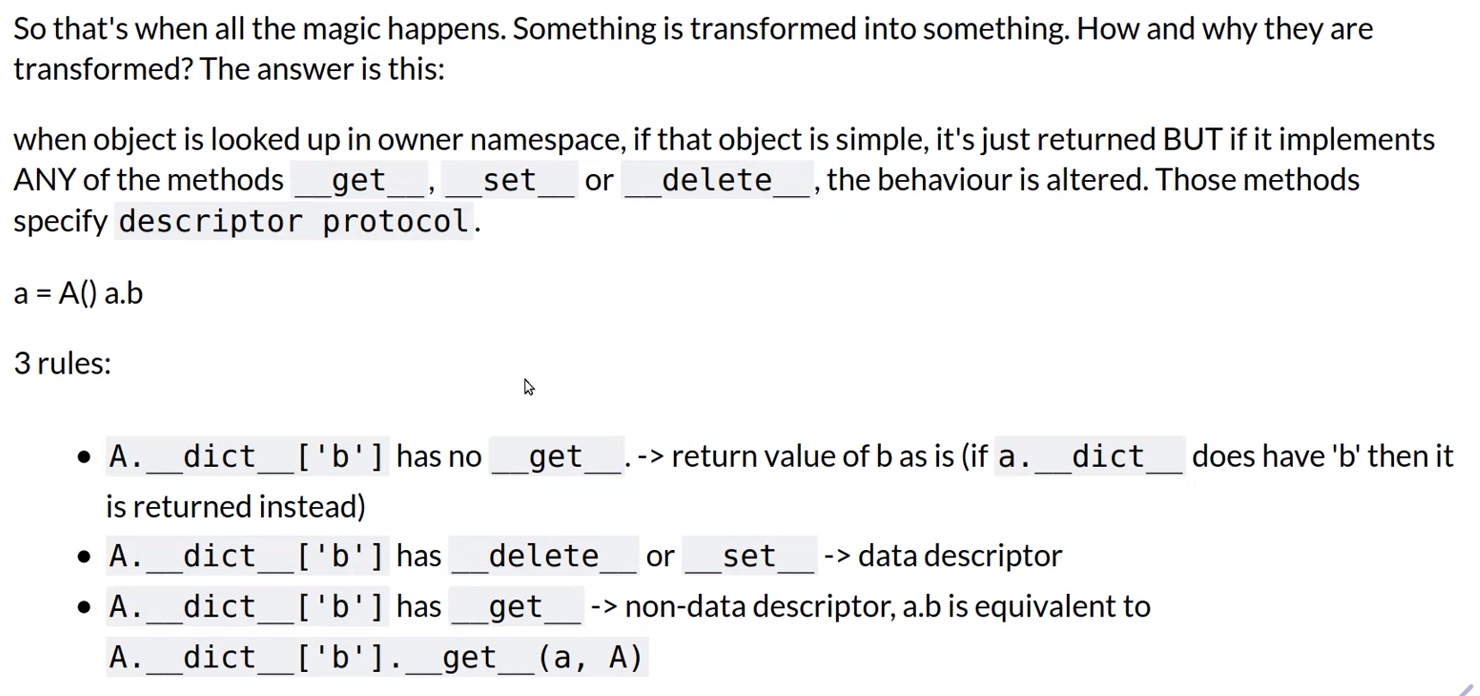 So that's when all the magic happens. Something is transformed into something. How and why they are
transformed? The answer is this:
when object is looked up in owner namespace, if that object is simple, it's just returned BUT if it implements
ANY of the methods __get__, __set__ or __delete__, the behaviour is altered. Those methods
specify descriptor protocol.
a = A() a.b
3 rules:
• A.__dict__['b'] has no __get__. -> return value of b as is (if a.__dict__ does have 'b' then it
is returned instead)
• A.__dict__['b'] has __delete__ or __set__ -> data descriptor
• A.__dict__['b'] has __get__ -> non-data descriptor, a.b is equivalent to
A.__dict__['b'].__get__(a, A)